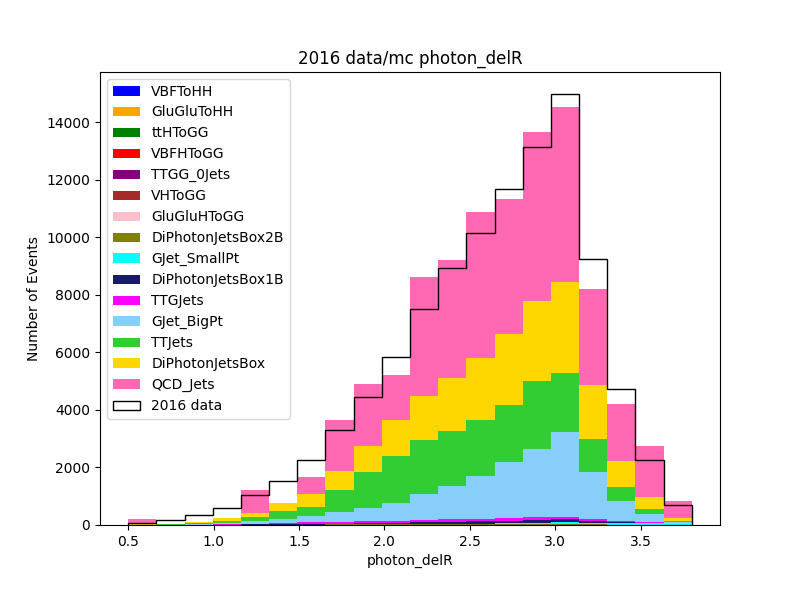 2016 data/mc photon_delR
VBFToHH
GluGluToHH
ttHToGG
VBFHToGG
TTGG_0Jets
VHToGG
GluGluHToGG
DiPhotonJetsBox2B
GJet_SmallPt
DiPhotonJetsBox1B
TTGJets
GJet_BigPt
TTJets
DiPhotonJetsBox
QCD_Jets
2016 data
Number of Events
14000
12000
10000
8000
6000
4000
2000
0
0.5 1.0 1.5 2.0 2.5 3.0 3.5
photon_delR